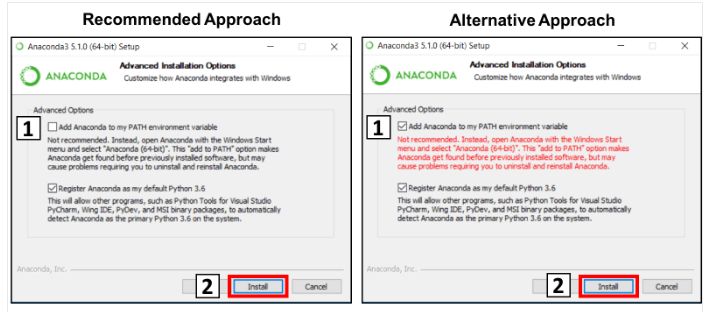 Recommended Approach
Anaconda3 5.1.0 (64-bit) Setup
ANACONDA
Advanced Installation Options
Customize how Anaconda integrates with Windows
Advanced Options
1
Add Anaconda to my PATH environment variable
Not recommended. Instead, open Anaconda with the Windows Start
menu and select "Anaconda (64-bit)". This "add to PATH" option makes
Anaconda get found before previously installed software, but may
cause problems requiring you to uninstall and reinstall Anaconda.
Register Anaconda as my default Python 3.6
This will allow other programs, such as Python Tools for Visual Studio
PyCharm, Wing IDE, PyDev, and MSI binary packages, to automatically
detect Anaconda as the primary Python 3.6 on the system.
Anaconda, Inc.
2
Install
Cancel
Alternative Approach
Anaconda3 5.1.0 (64-bit) Setup
ANACONDA
Advanced Installation Options
Customize how Anaconda integrates with Windows
Advanced Options
1
Add Anaconda to my PATH environment variable
Not recommended. Instead, open Anaconda with the Windows Start
menu and select "Anaconda (64-bit)". This "add to PATH" option makes
Anaconda get found before previously installed software, but may
cause problems requiring you to uninstall and reinstall Anaconda.
Register Anaconda as my default Python 3.6
This will allow other programs, such as Python Tools for Visual Studio
PyCharm, Wing IDE, PyDev, and MSI binary packages, to automatically
detect Anaconda as the primary Python 3.6 on the system.
Anaconda, Inc.
2
Install
Cancel